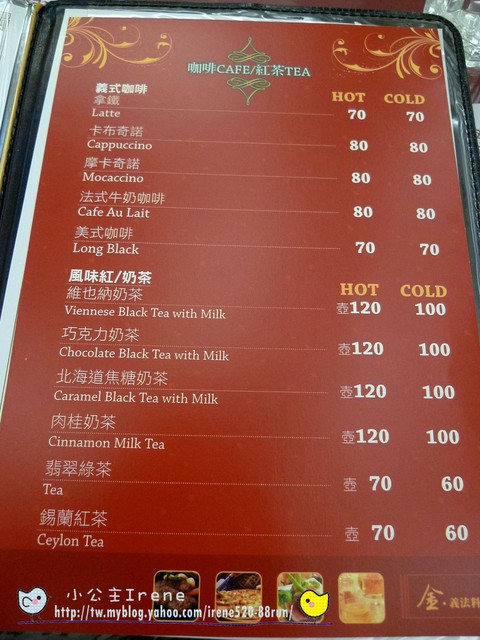 咖啡CAFE/紅茶TEA
義式咖啡 HOT COLD
拿鐵
Latte 70 70
卡布奇諾
Cappuccino 80 80
摩卡奇諾
Mocaccino 80 80
法式牛奶咖啡
Cafe Au Lait 80 80
美式咖啡
Long Black 70 70
風味紅/奶茶 HOT COLD
維也納奶茶
Viennese Black Tea with Milk 壺120 100
巧克力奶茶
Chocolate Black Tea with Milk 壺120 100
北海道焦糖奶茶
Caramel Black Tea with Milk 壺120 100
肉桂奶茶
Cinnamon Milk Tea 壺120 100
翡翠綠茶
Tea 壺 70 60
錫蘭紅茶
Ceylon Tea 壺 70 60
金·義法料
小公主Irene
http://tw.myblog.yahoo.com/irene520-88run/